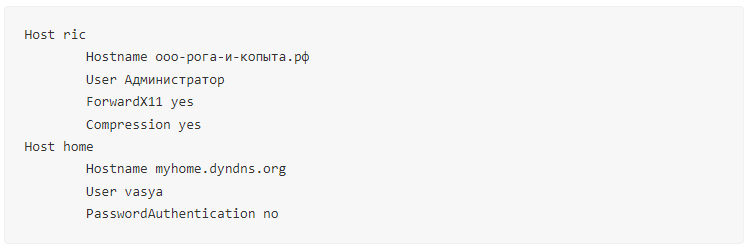 Host ric
Hostname ооо-рога-и-копыта.рф
User Администратор
ForwardX11 yes
Compression yes
Host home
Hostname myhome.dyndns.org
User vasya
PasswordAuthentication no